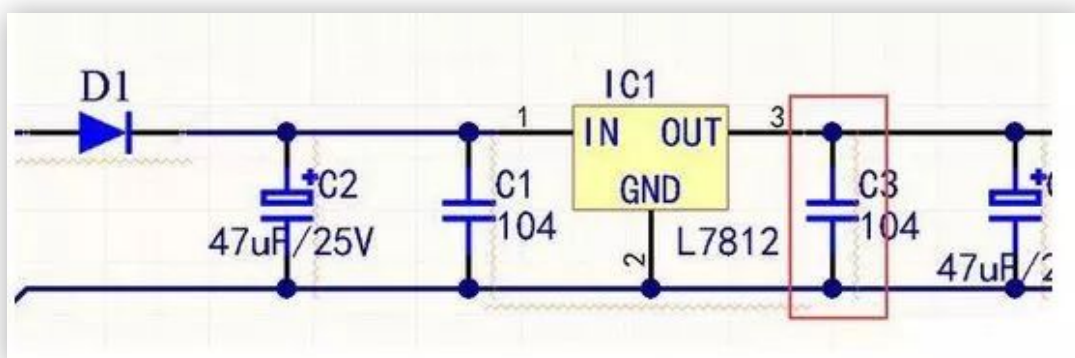 D1
IC1
1
IN OUT
3
GND
C2
47uF/25V
C1
104
2
L7812
C3
104
47uF/2